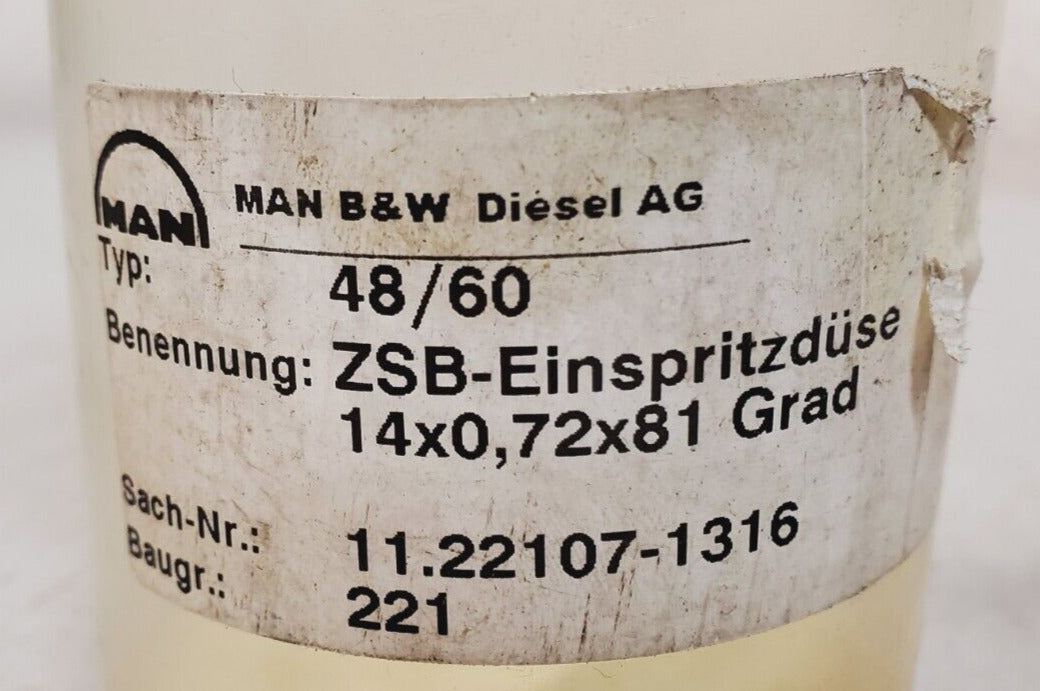 MAN
MAN B&W Diesel AG
Typ: 48/60
Benennung: ZSB-Einspritzdüse
14x0,72x81 Grad
Sach-Nr.: 11.22107-1316
Baugr.: 221